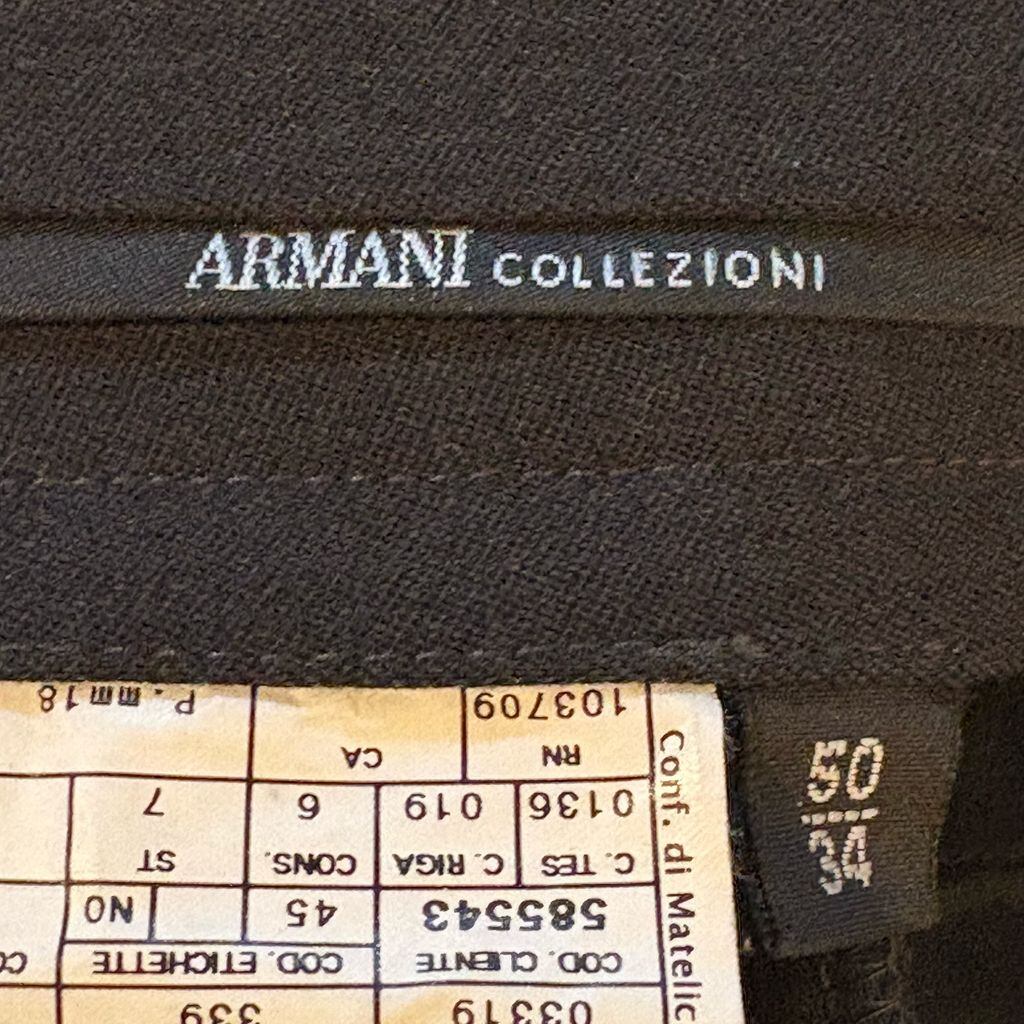 ARMANI COLLEZIONI
50
34
Conf. di Matelic
03319 339
COD. CLIENTE COD. ETICHETTE
585543 45 NO
C. TES C. RIGA CONS. ST
0136 019 6 7
RN CA
103709 P. mm18